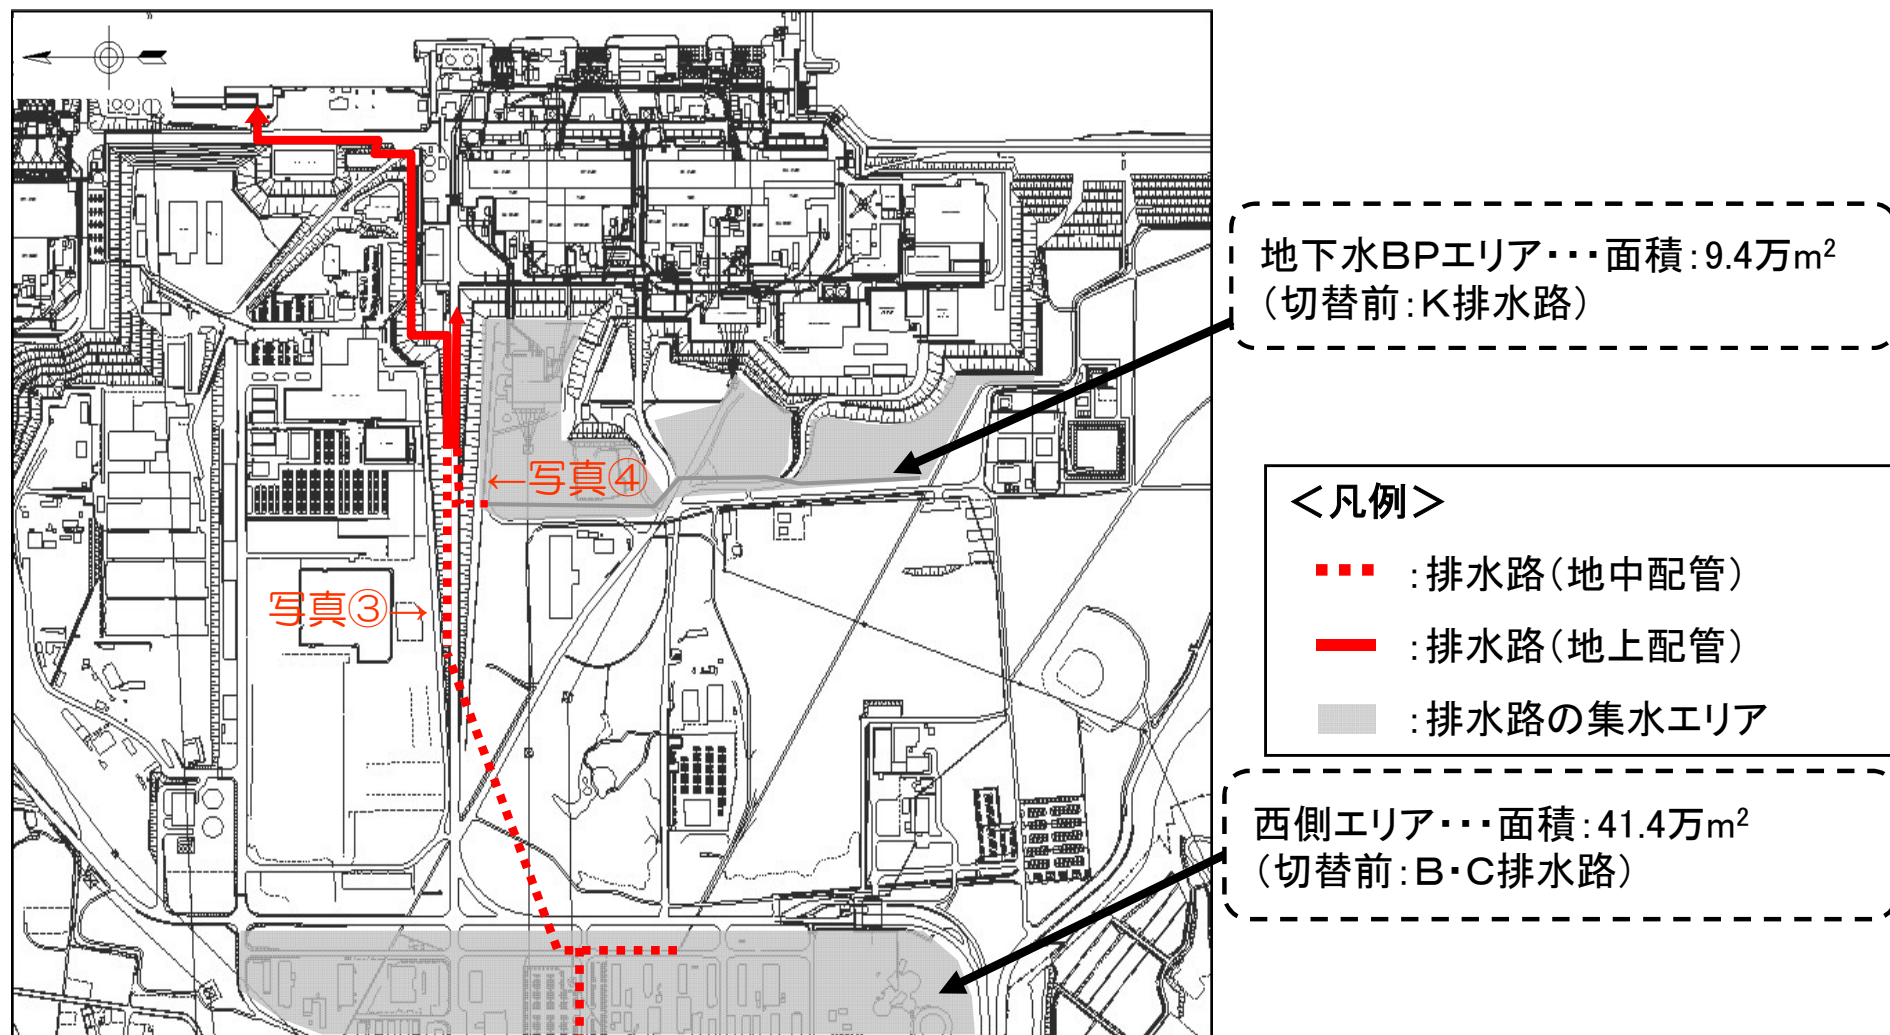 地下水BPエリア・・・面積：9.4万m²
（切替前：K排水路）
＜凡例＞
：排水路（地中配管）
：排水路（地上配管）
：排水路の集水エリア
西側エリア・・・面積：41.4万m²
（切替前：B・C排水路）
←写真④
写真③→